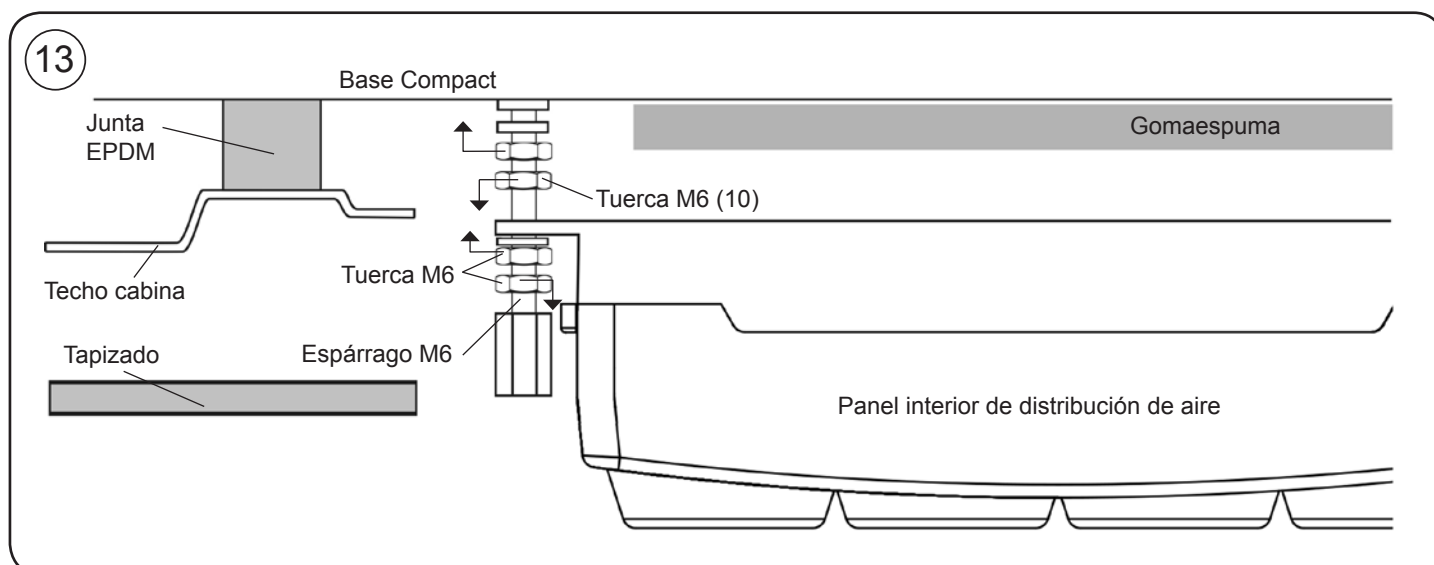 13
Base Compact
Junta
EPDM
Gomaespuma
Tuerca M6 (10)
Tuerca M6
Techo cabina
Espárrago M6
Tapizado
Panel interior de distribución de aire